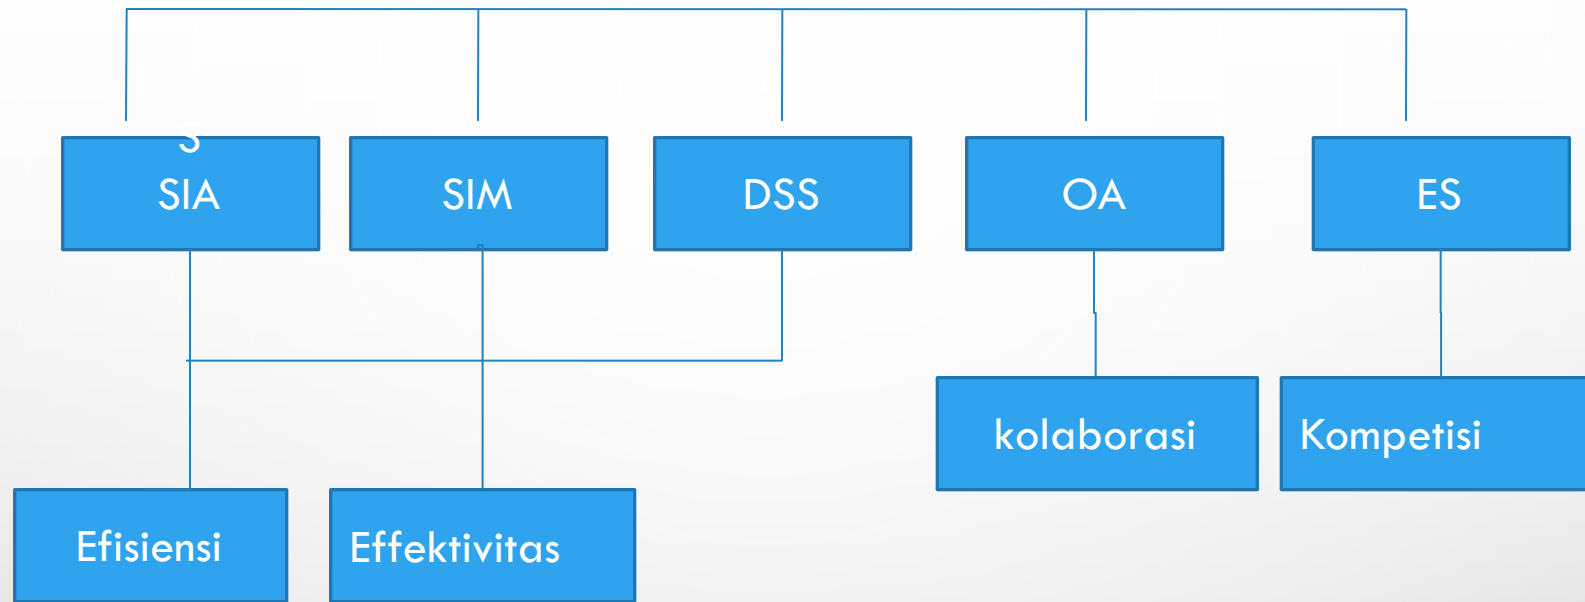 S
SIA
SIM
DSS
OA
ES
kolaborasi
Kompetisi
Efisiensi
Effektivitas